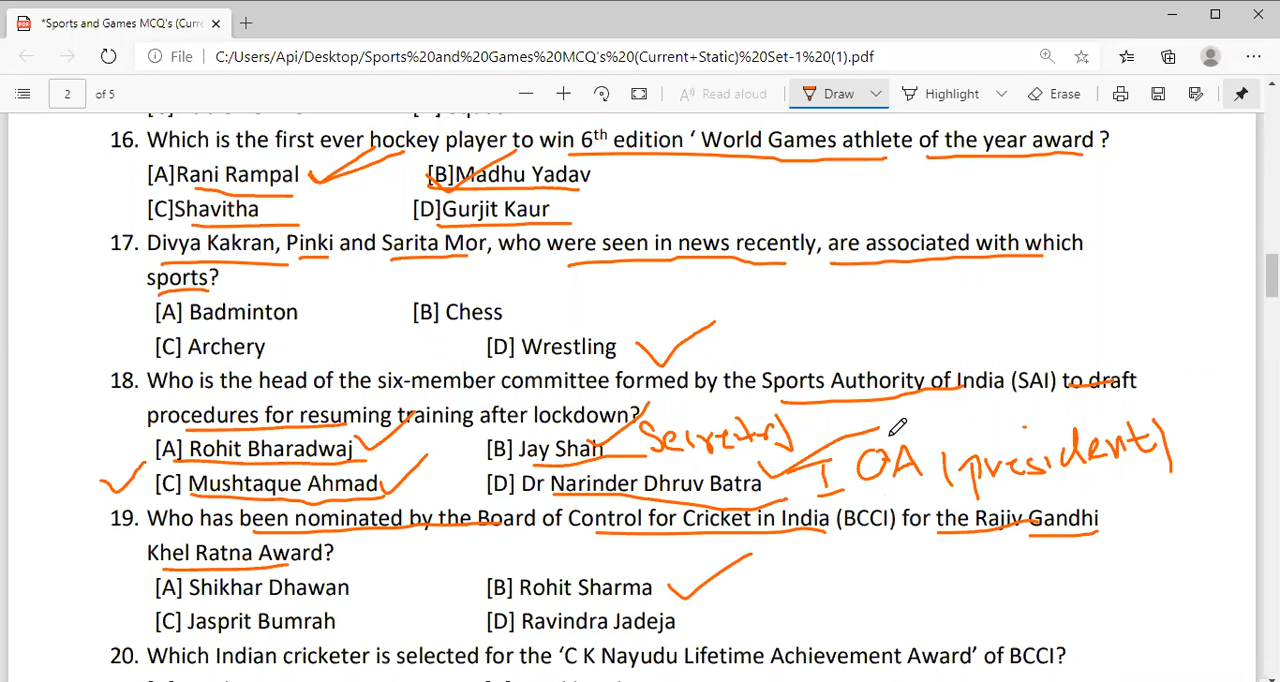 *Sports and Games MCQ's (Curr
File C:/Users/Api/Desktop/Sports%20and%20Games%20MCQ's%20(Current+Static)%20Set-1%20(1).pdf
2 of 5 Read aloud Draw Highlight Erase
16. Which is the first ever hockey player to win 6th edition ‘ World Games athlete of the year award ?
[A]Rani Rampal [B]Madhu Yadav
[C]Shavitha [D]Gurjit Kaur
17. Divya Kakran, Pinki and Sarita Mor, who were seen in news recently, are associated with which
sports?
[A] Badminton [B] Chess
[C] Archery [D] Wrestling
18. Who is the head of the six-member committee formed by the Sports Authority of India (SAI) to draft
procedures for resuming training after lockdown?
[A] Rohit Bharadwaj [B] Jay Shah
[C] Mushtaque Ahmad [D] Dr Narinder Dhruv Batra IOA (president)
19. Who has been nominated by the Board of Control for Cricket in India (BCCI) for the Rajiv Gandhi
Khel Ratna Award?
[A] Shikhar Dhawan [B] Rohit Sharma
[C] Jasprit Bumrah [D] Ravindra Jadeja
20. Which Indian cricketer is selected for the ‘C K Nayudu Lifetime Achievement Award’ of BCCI?